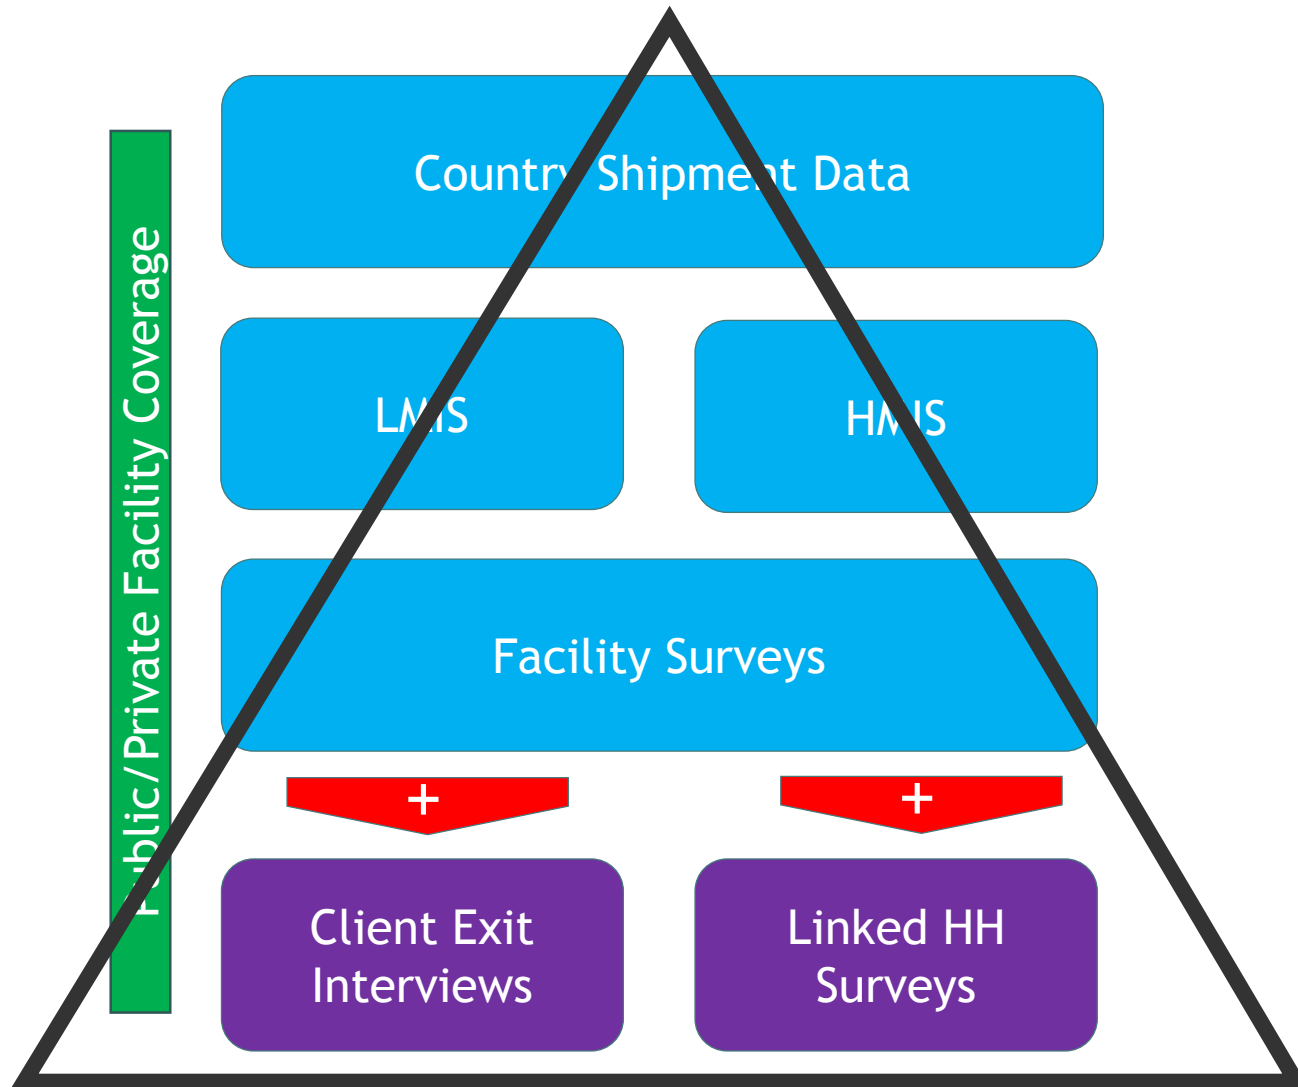 Country Shipment Data
Public/Private Facility Coverage
LMIS
HMIS
Facility Surveys
+
+
Client Exit
Interviews
Linked HH
Surveys